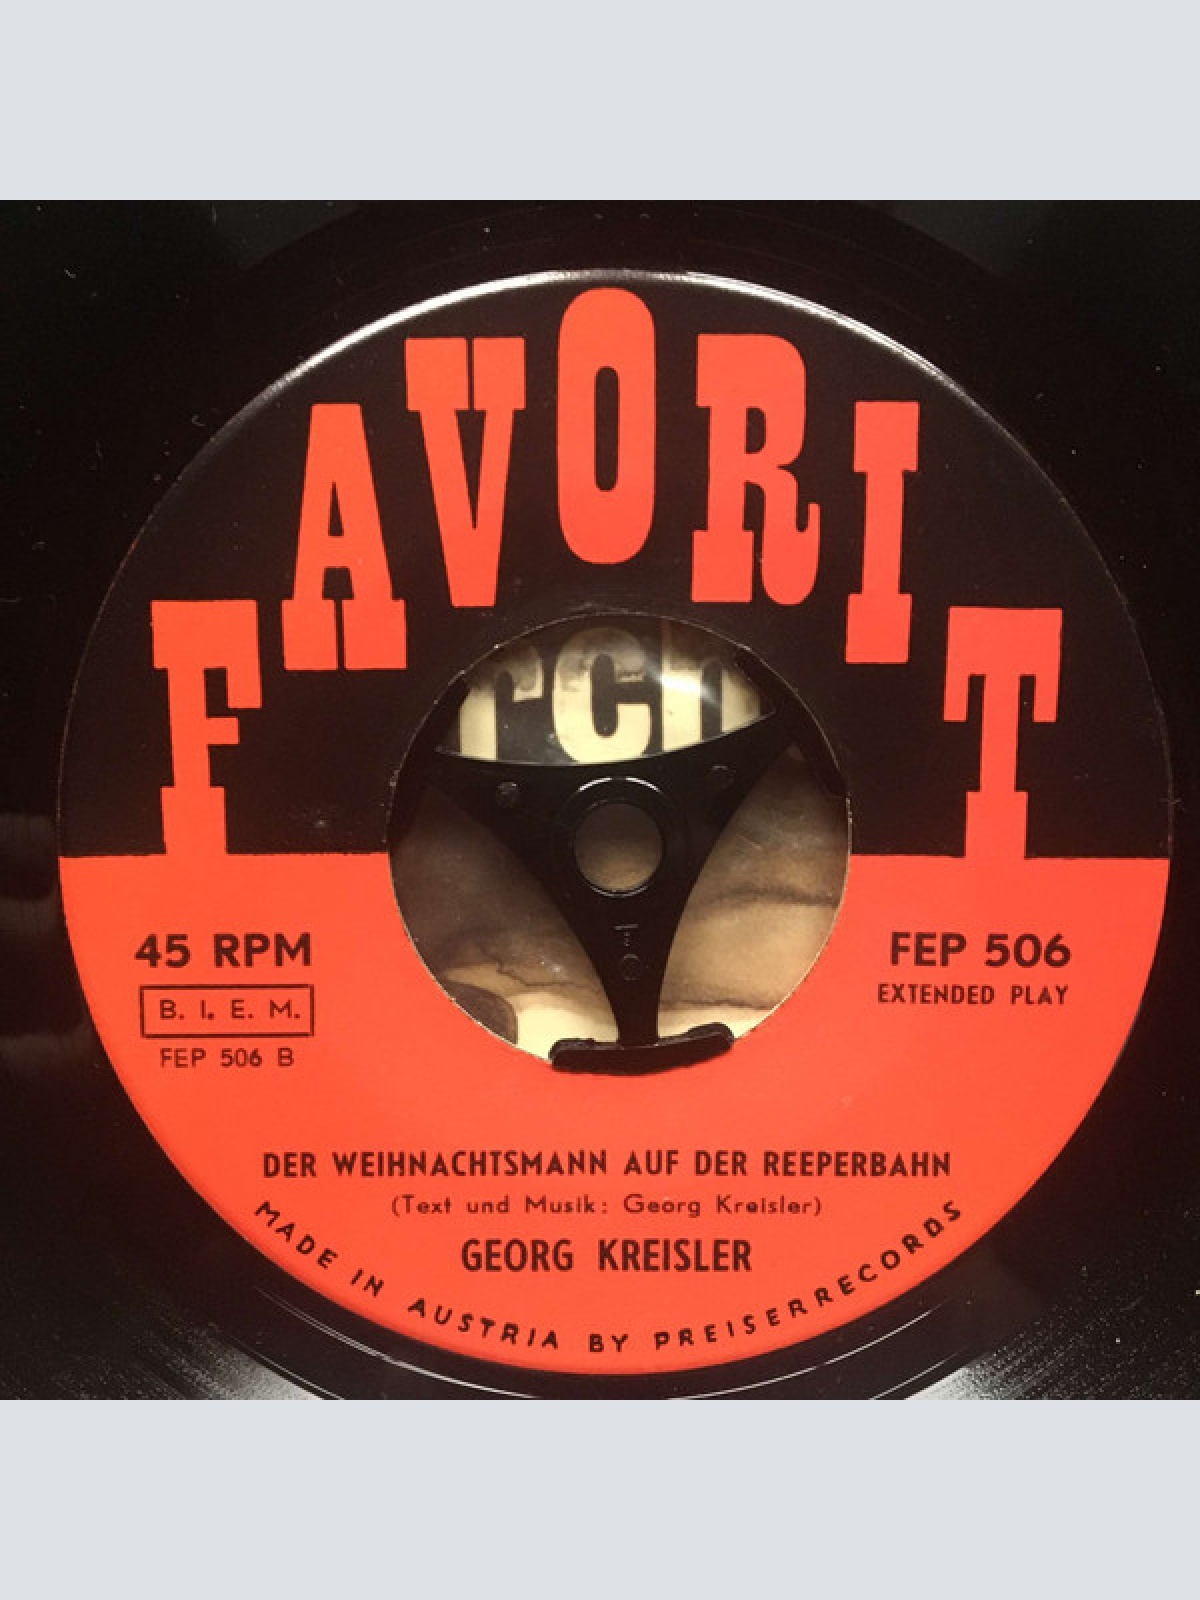 FAVORIT
45 RPM
B. I. E. M.
FEP 506 B
FEP 506
EXTENDED PLAY
DER WEIHNACHTSMANN AUF DER REEPERBAHN
(Text und Musik: Georg Kreisler)
GEORG KREISLER
MADE IN AUSTRIA BY PREISERRECORDS